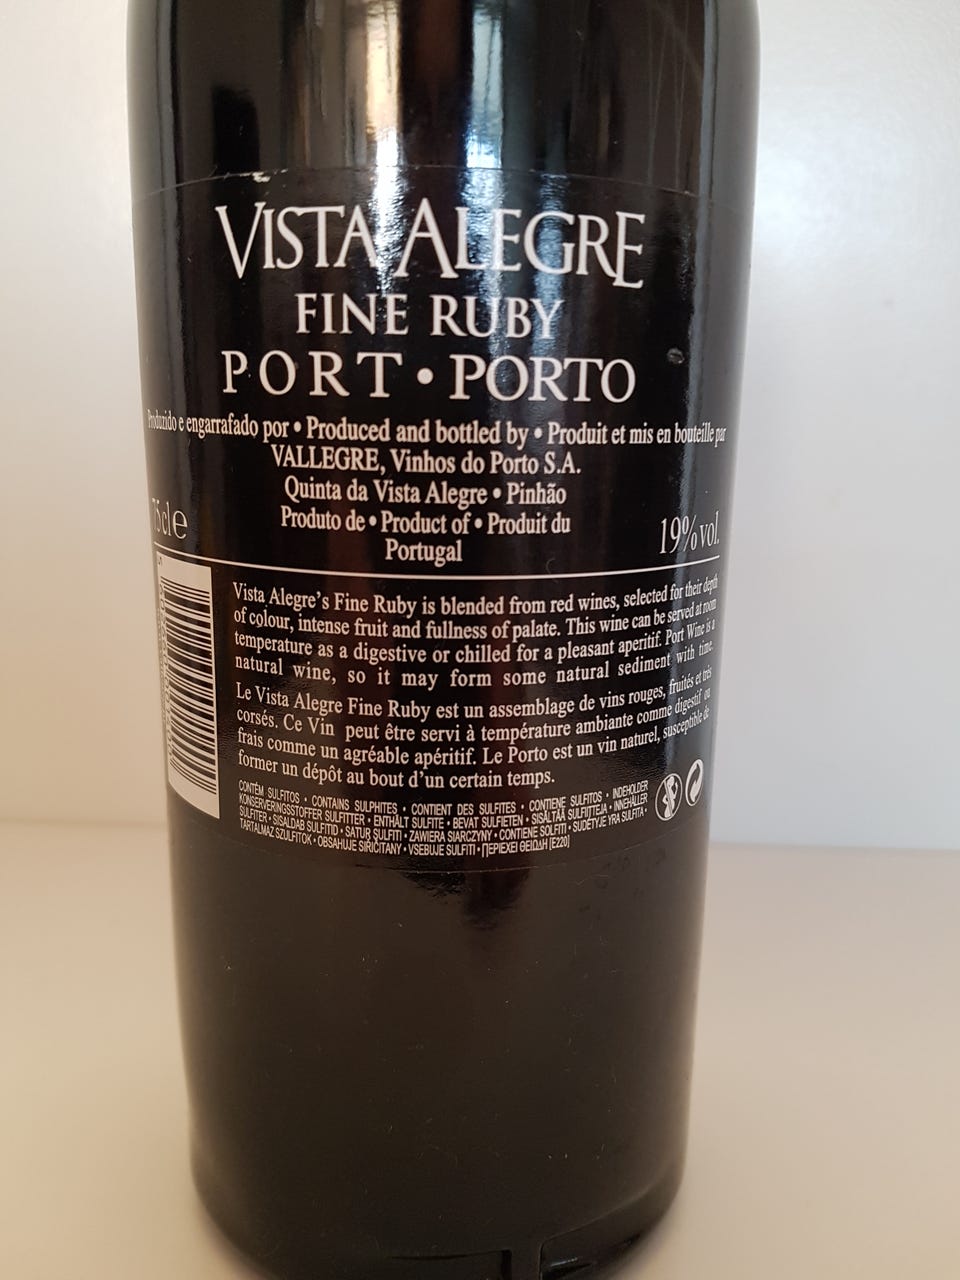 VISTA ALEGRE
FINE RUBY
PORT • PORTO
Produzido e engarrafado por • Produced and bottled by • Produit et mis en bouteille par
VALLEGRE, Vinhos do Porto S.A.
Quinta da Vista Alegre • Pinhão
Produto de • Product of • Produit du
Portugal
75 cl e
19% vol.
Vista Alegre's Fine Ruby is blended from red wines, selected for their depth
of colour, intense fruit and fullness of palate. This wine can be served at room
temperature as a digestive or chilled for a pleasant aperitif. Port Wine is a
natural wine, so it may form some natural sediment with time.
Le Vista Alegre Fine Ruby est un assemblage de vins rouges, fruités et très
corsés. Ce Vin peut être servi à température ambiante comme digestif ou
frais comme un agréable apéritif. Le Porto est un vin naturel, susceptible de
former un dépôt au bout d'un certain temps.
CONTÉM SULFITOS • CONTAINS SULPHITES • CONTIENT DES SULFITES • CONTIENE SULFITOS • INDEHOLDER
KONSERVERINGSSTOFFER SULFITTER • ENTHÄLT SULFITE • BEVAT SULFIETEN • SISÄLTÄÄ SULFIITTEJA • INNEHÅLLER
SULFITER • SISALDAB SULFITID • SATUR SULFITI • ZAWIERA SIARCZYNY • CONTIENE SOLFITI • SUDĖTYJE YRA SULFITA •
TARTALMAZ SZULFITOK • OBSAHUJE SIŘIČITANY • VSEBUJE SULFITI • ΠΕΡΙΕΧΕΙ ΘΕΙΩΔΗ [E220]